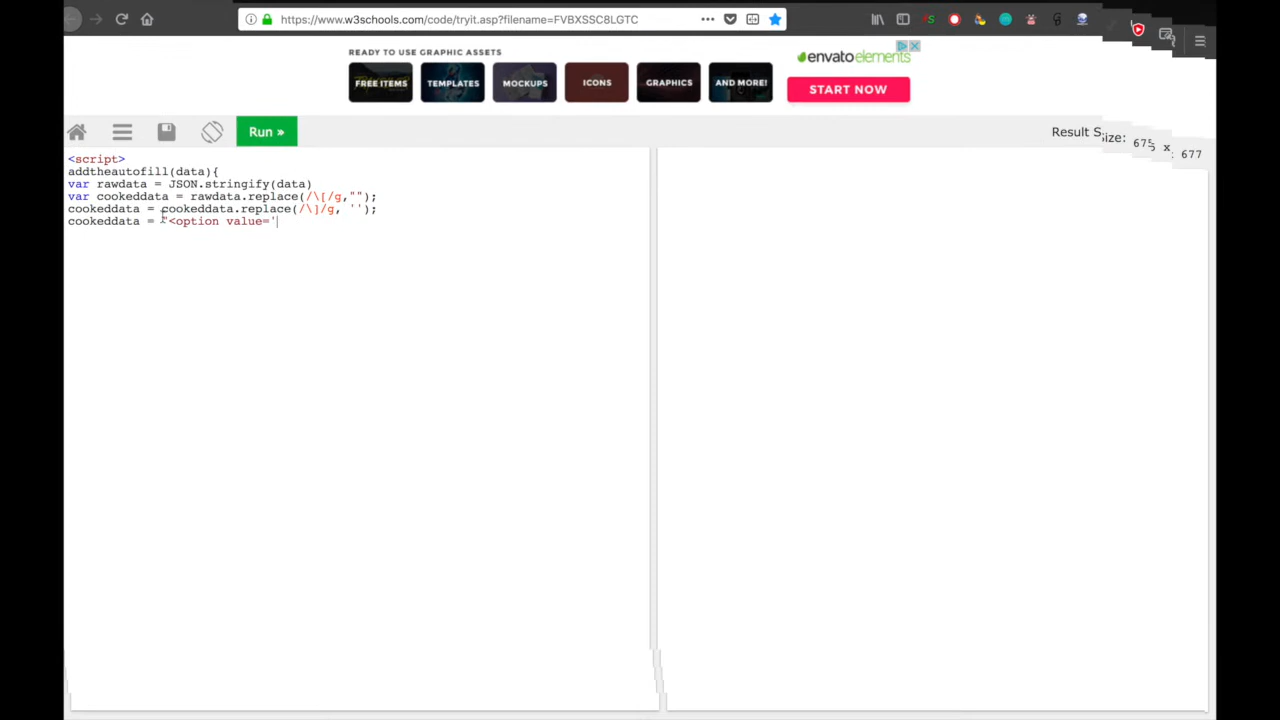 https://www.w3schools.com/code/tryit.asp?filename=FVBXSSC8LGTC
READY TO USE GRAPHIC ASSETS
FREE ITEMS
TEMPLATES
MOCKUPS
ICONS
GRAPHICS
AND MORE!
envatoelements
START NOW
Run »
Result Size: 675 x 677
<script>
addtheautofill(data){
var rawdata = JSON.stringify(data)
var cookeddata = rawdata.replace(/\[/g,"");
cookeddata = cookeddata.replace(/\]/g, '');
cookeddata = "<option value='